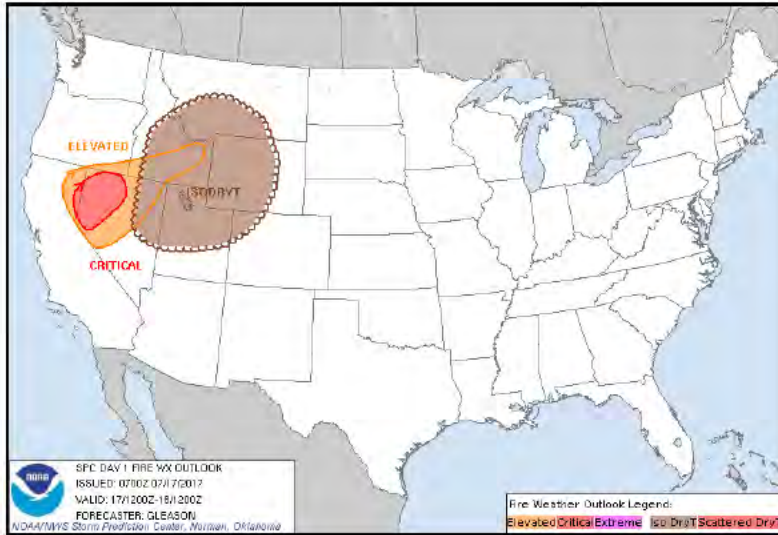 ELEVATED
ISODRYT
CRITICAL
SPC DAY 1 FIRE WX OUTLOOK
ISSUED: 0700Z 07/17/2017
VALID: 17/1200Z-18/1200Z
FORECASTER: GLEASON
NOAA/NWS Storm Prediction Center, Norman, Oklahoma
noaa
Fire Weather Outlook Legend:
Elevated Critical Extreme Iso DryT Scattered DryT